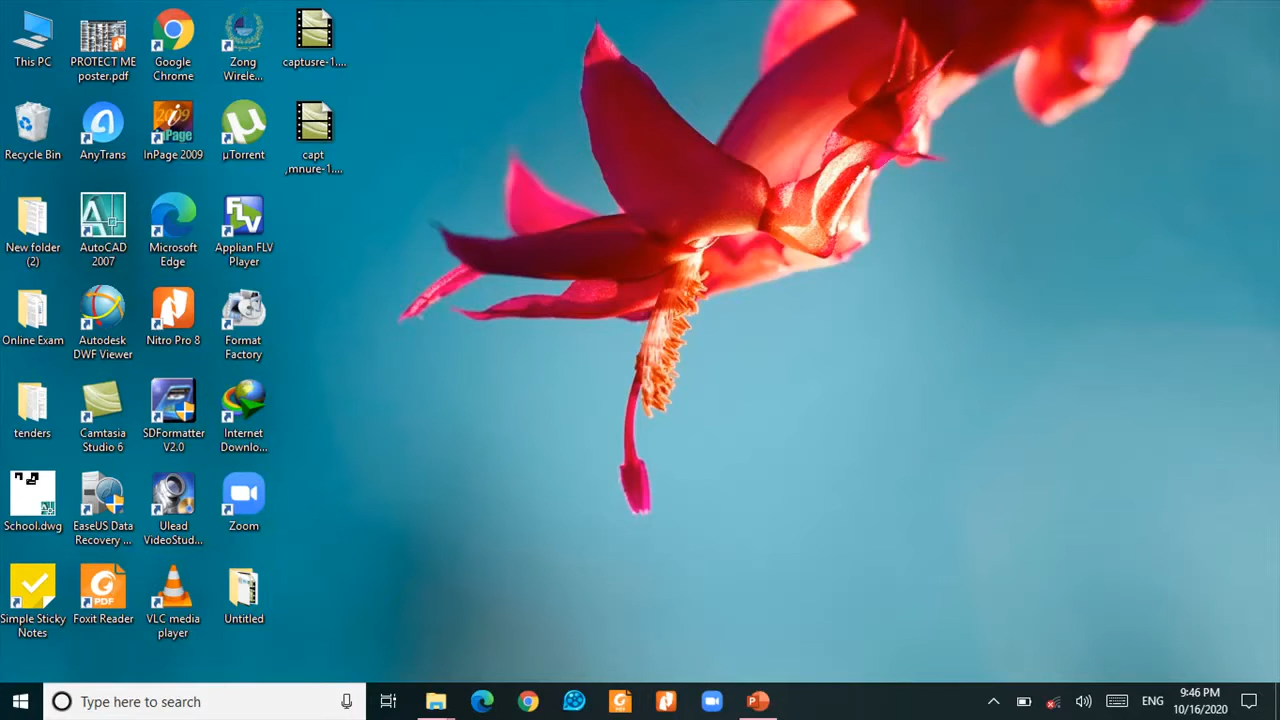 This PC
PROTECT ME
poster.pdf
Google
Chrome
Zong
Wirele...
captusre-1....
Recycle Bin
AnyTrans
2009
InPage
InPage 2009
µTorrent
capt
,mnure-1....
New folder
(2)
AutoCAD
2007
Microsoft
Edge
FLV
Applian FLV
Player
Online Exam
Autodesk
DWF Viewer
Nitro Pro 8
Format
Factory
tenders
Camtasia
Studio 6
SDFormatter
V2.0
Internet
Downlo...
School.dwg
EaseUS Data
Recovery ...
Ulead
VideoStud...
Zoom
Simple Sticky
Notes
PDF
Foxit Reader
VLC media
player
Untitled
Type here to search
ENG
9:46 PM
10/16/2020